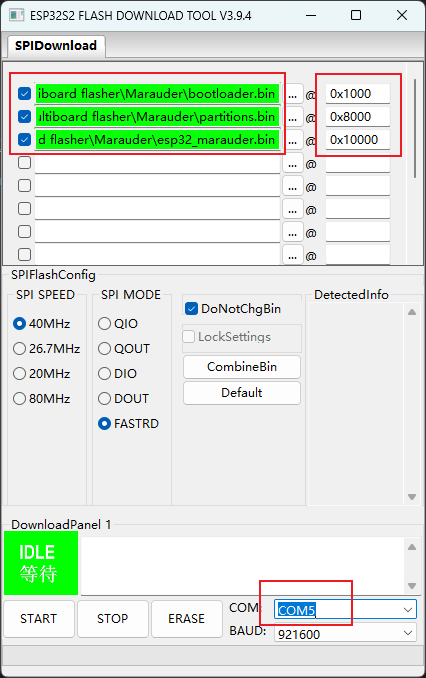 ESP32S2 FLASH DOWNLOAD TOOL V3.9.4
SPIDownload
iboard flasher\Marauder\bootloader.bin ... @ 0x1000
ultiboard flasher\Marauder\partitions.bin ... @ 0x8000
d flasher\Marauder\esp32_marauder.bin ... @ 0x10000
... @
... @
... @
... @
... @
SPIFlashConfig
SPI SPEED
40MHz
26.7MHz
20MHz
80MHz
SPI MODE
QIO
QOUT
DIO
DOUT
FASTRD
DoNotChgBin
LockSettings
CombineBin
Default
DetectedInfo
DownloadPanel 1
IDLE
等待
START
STOP
ERASE
COM: COM5
BAUD: 921600